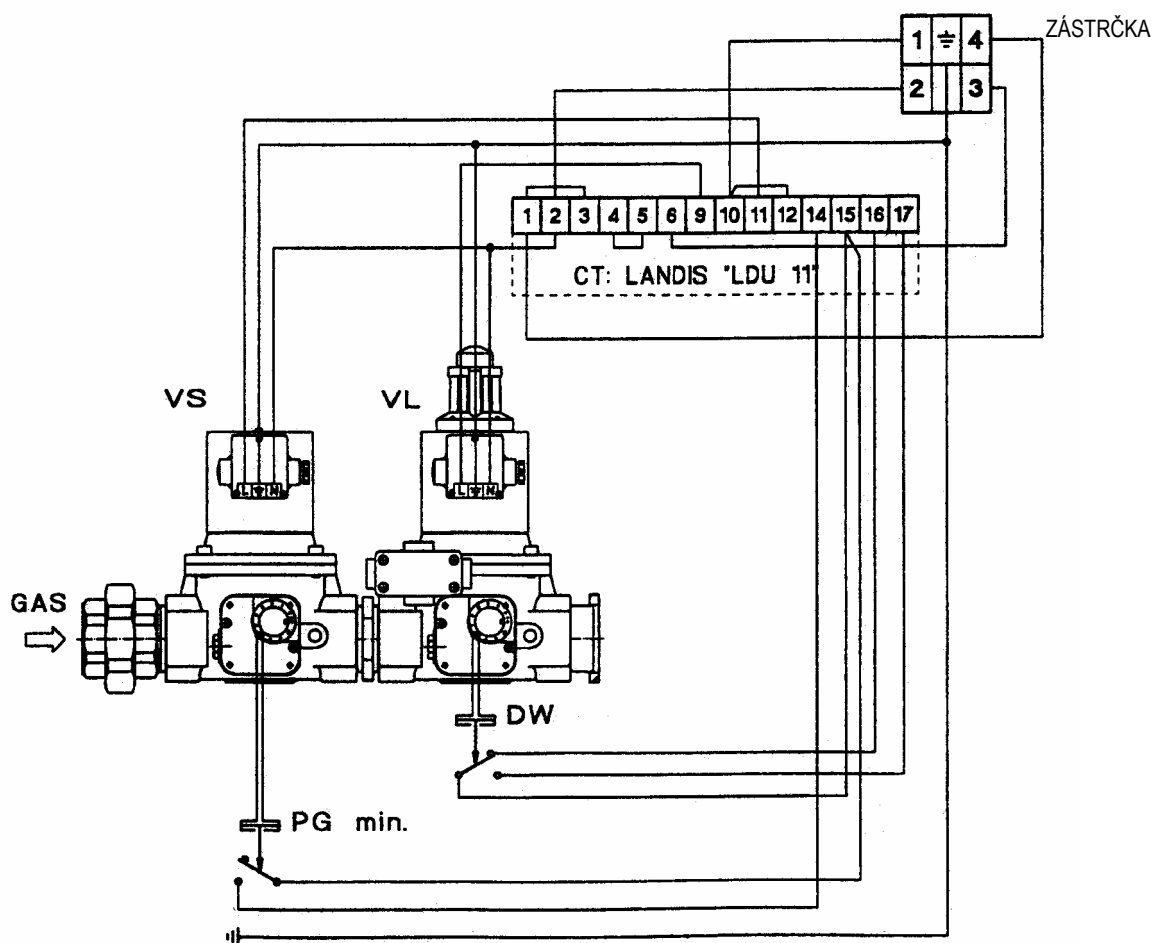 1 4 ZÁSTRČKA
2 3
1 2 3 4 5 6 9 10 11 12 14 15 16 17
CT: LANDIS "LDU 11"
VS VL
L N L N
GAS
DW
PG min.